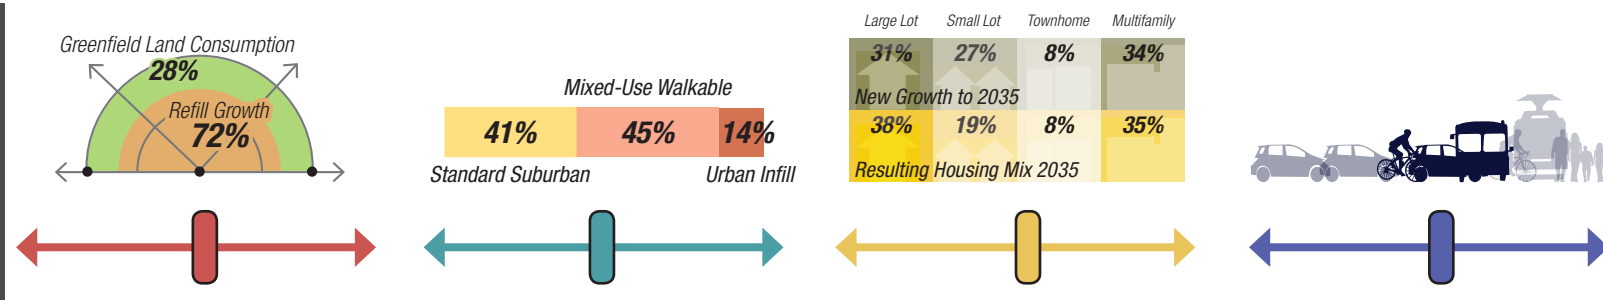 Greenfield Land Consumption
28%
Refill Growth
72%
Mixed-Use Walkable
41% 45% 14%
Standard Suburban Urban Infill
Large Lot Small Lot Townhome Multifamily
31% 27% 8% 34%
New Growth to 2035
38% 19% 8% 35%
Resulting Housing Mix 2035